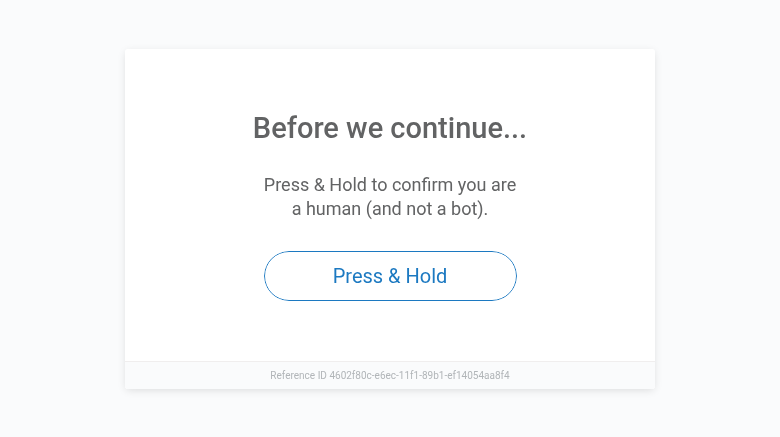 Before we continue...
Press & Hold to confirm you are
a human (and not a bot).
Press & Hold
Reference ID 4602f80c-e6ec-11f1-89b1-ef14054aa8f4